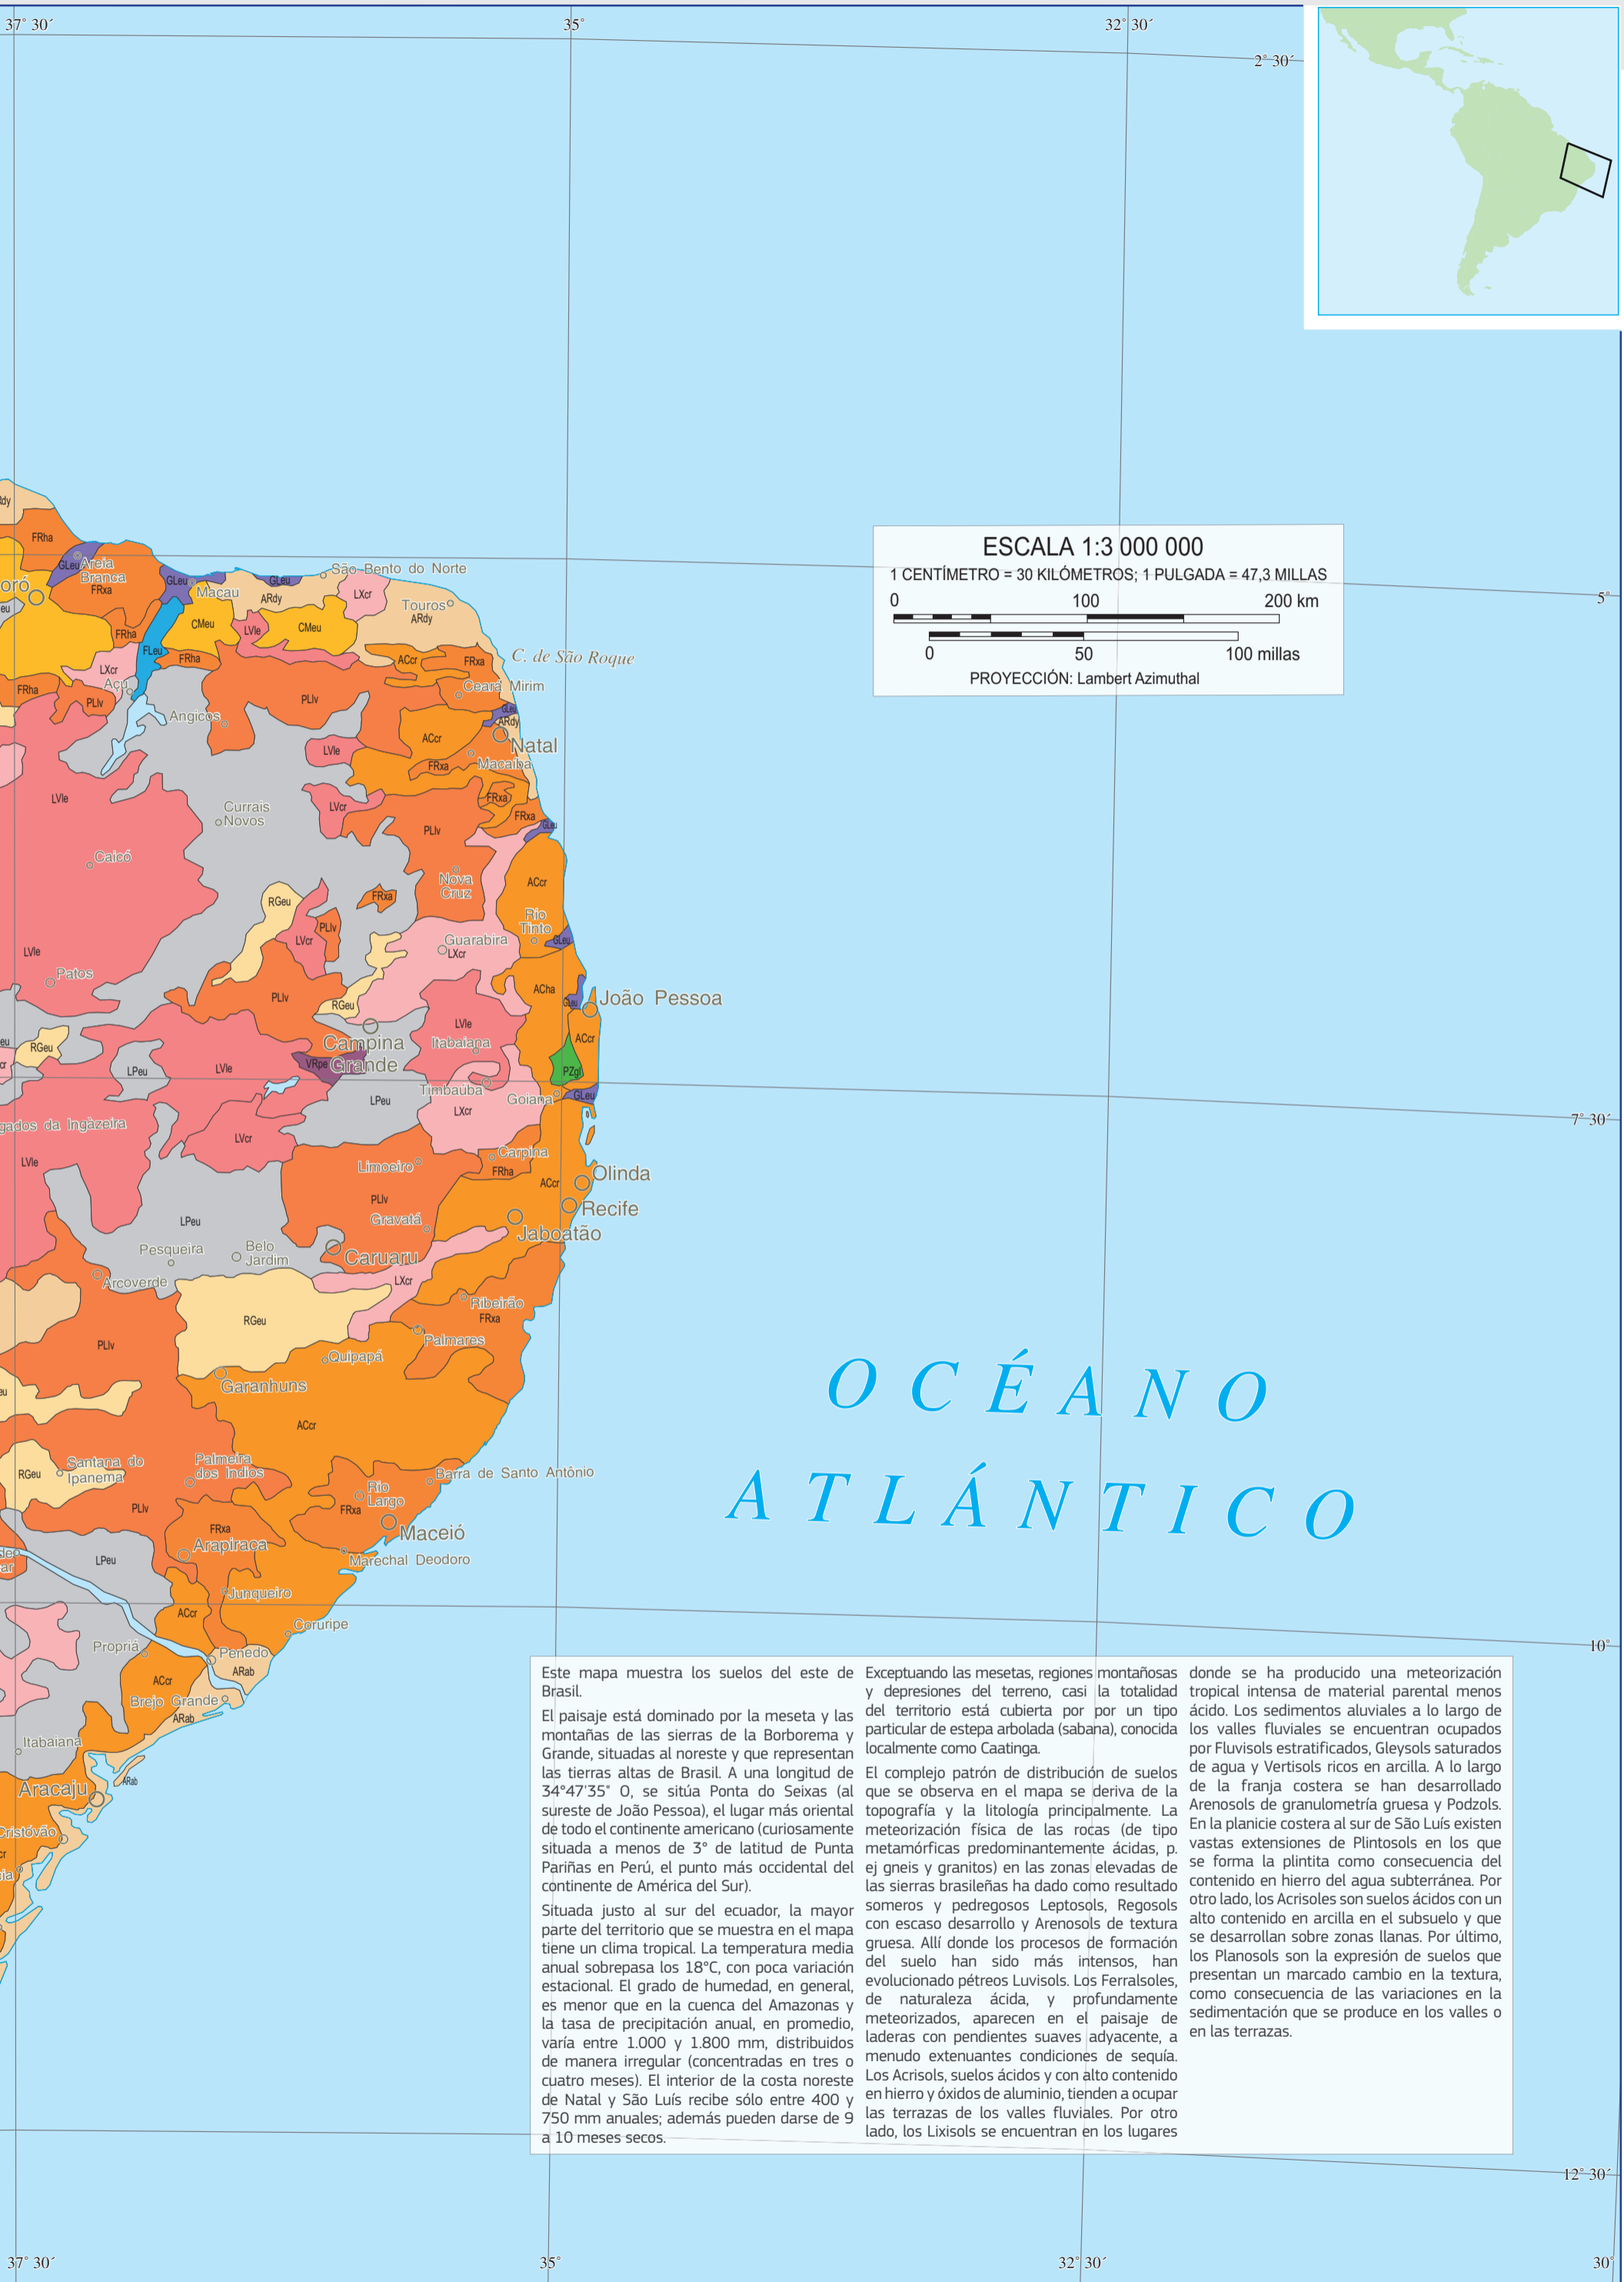 37° 30´
35°
32° 30´
2° 30´
ESCALA 1:3 000 000
1 CENTÍMETRO = 30 KILÓMETROS; 1 PULGADA = 47,3 MILLAS
0 100 200 km
0 50 100 millas
PROYECCIÓN: Lambert Azimuthal
5°
7° 30´
10°
12° 30´
FRha
GLeu
Areia
Branca
FRxa
oró
GLeu
Macau
GLeu
São Bento do Norte
ARdy
LXcr
Touros
ARdy
CMeu
LVle
CMeu
FRha
FLeu
FRha
LXcr
Açu
FRha
PLlv
ACcr
FRxa
C. de São Roque
Ceará Mirim
PLlv
Angicos
GLeu
ARdy
Natal
ACcr
LVle
FRxa
Macaíba
LVle
Currais
Novos
LVcr
FRxa
FRxa
GLeu
PLlv
Caicó
Nova
Cruz
ACcr
RGeu
FRxa
PLlv
LVcr
Rio
Tinto
GLeu
Guarabira
LXcr
LVle
Patos
PLlv
RGeu
ACha
GLeu
João Pessoa
LVle
Campina
Grande
Itabaiana
ACcr
RGeu
VRpe
LPeu
LVle
PZgl
Timbaúba
Goiana
GLeu
LPeu
LXcr
gados da Ingàzeira
LVcr
LVle
Limoeiro
Carpina
FRha
Olinda
ACcr
PLlv
Recife
LPeu
Gravatá
Jaboatão
Pesqueira
Belo
Jardim
Caruaru
Arcoverde
LXcr
Ribeirão
RGeu
FRxa
PLlv
Palmares
Quipapá
Garanhuns
ACcr
OCÉANO
ATLÁNTICO
RGeu
Santana do
Ipanema
Palmeira
dos Indios
Barra de Santo Antônio
PLlv
Rio
Largo
FRxa
FRxa
Maceió
Arapiraca
LPeu
Marechal Deodoro
Junqueiro
ACcr
Coruripe
Propriá
Penedo
ARab
ACcr
Brejo Grande
ARab
Itabaiana
ARab
Aracaju
Cristóvão
Este mapa muestra los suelos del este de
Brasil.
El paisaje está dominado por la meseta y las
montañas de las sierras de la Borborema y
Grande, situadas al noreste y que representan
las tierras altas de Brasil. A una longitud de
34°47'35" O, se sitúa Ponta do Seixas (al
sureste de João Pessoa), el lugar más oriental
de todo el continente americano (curiosamente
situada a menos de 3° de latitud de Punta
Pariñas en Perú, el punto más occidental del
continente de América del Sur).
Situada justo al sur del ecuador, la mayor
parte del territorio que se muestra en el mapa
tiene un clima tropical. La temperatura media
anual sobrepasa los 18°C, con poca variación
estacional. El grado de humedad, en general,
es menor que en la cuenca del Amazonas y
la tasa de precipitación anual, en promedio,
varía entre 1.000 y 1.800 mm, distribuidos
de manera irregular (concentradas en tres o
cuatro meses). El interior de la costa noreste
de Natal y São Luís recibe sólo entre 400 y
750 mm anuales; además pueden darse de 9
a 10 meses secos.
Exceptuando las mesetas, regiones montañosas
y depresiones del terreno, casi la totalidad
del territorio está cubierta por por un tipo
particular de estepa arbolada (sabana), conocida
localmente como Caatinga.
El complejo patrón de distribución de suelos
que se observa en el mapa se deriva de la
topografía y la litología principalmente. La
meteorización física de las rocas (de tipo
metamórficas predominantemente ácidas, p.
ej gneis y granitos) en las zonas elevadas de
las sierras brasileñas ha dado como resultado
someros y pedregosos Leptosols, Regosols
con escaso desarrollo y Arenosols de textura
gruesa. Allí donde los procesos de formación
del suelo han sido más intensos, han
evolucionado pétreos Luvisols. Los Ferralsoles,
de naturaleza ácida, y profundamente
meteorizados, aparecen en el paisaje de
laderas con pendientes suaves adyacente, a
menudo extenuantes condiciones de sequía.
Los Acrisols, suelos ácidos y con alto contenido
en hierro y óxidos de aluminio, tienden a ocupar
las terrazas de los valles fluviales. Por otro
lado, los Lixisols se encuentran en los lugares
donde se ha producido una meteorización
tropical intensa de material parental menos
ácido. Los sedimentos aluviales a lo largo de
los valles fluviales se encuentran ocupados
por Fluvisols estratificados, Gleysols saturados
de agua y Vertisols ricos en arcilla. A lo largo
de la franja costera se han desarrollado
Arenosols de granulometría gruesa y Podzols.
En la planicie costera al sur de São Luís existen
vastas extensiones de Plintosols en los que
se forma la plintita como consecuencia del
contenido en hierro del agua subterránea. Por
otro lado, los Acrisoles son suelos ácidos con un
alto contenido en arcilla en el subsuelo y que
se desarrollan sobre zonas llanas. Por último,
los Planosols son la expresión de suelos que
presentan un marcado cambio en la textura,
como consecuencia de las variaciones en la
sedimentación que se produce en los valles o
en las terrazas.
37° 30´
35°
32° 30´
30°